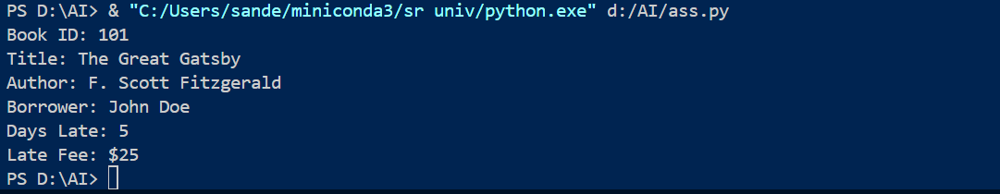 PS D:\AI> & "C:/Users/sande/miniconda3/sr univ/python.exe" d:/AI/ass.py
Book ID: 101
Title: The Great Gatsby
Author: F. Scott Fitzgerald
Borrower: John Doe
Days Late: 5
Late Fee: $25
PS D:\AI>